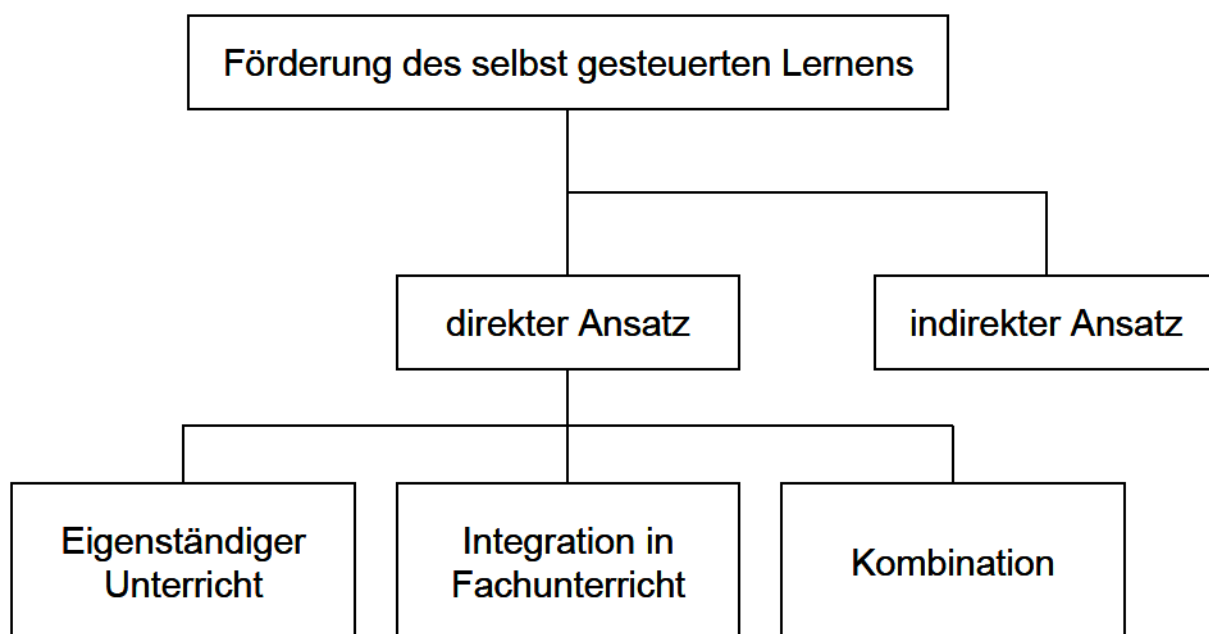 Förderung des selbst gesteuerten Lernens
direkter Ansatz
indirekter Ansatz
Eigenständiger
Unterricht
Integration in
Fachunterricht
Kombination